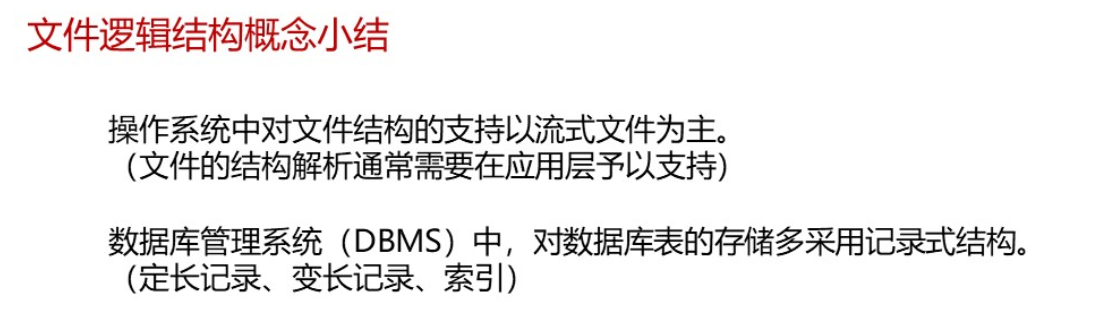 文件逻辑结构概念小结
操作系统中对文件结构的支持以流式文件为主。
（文件的结构解析通常需要在应用层予以支持）
数据库管理系统（DBMS）中，对数据库表的存储多采用记录式结构。
（定长记录、变长记录、索引）